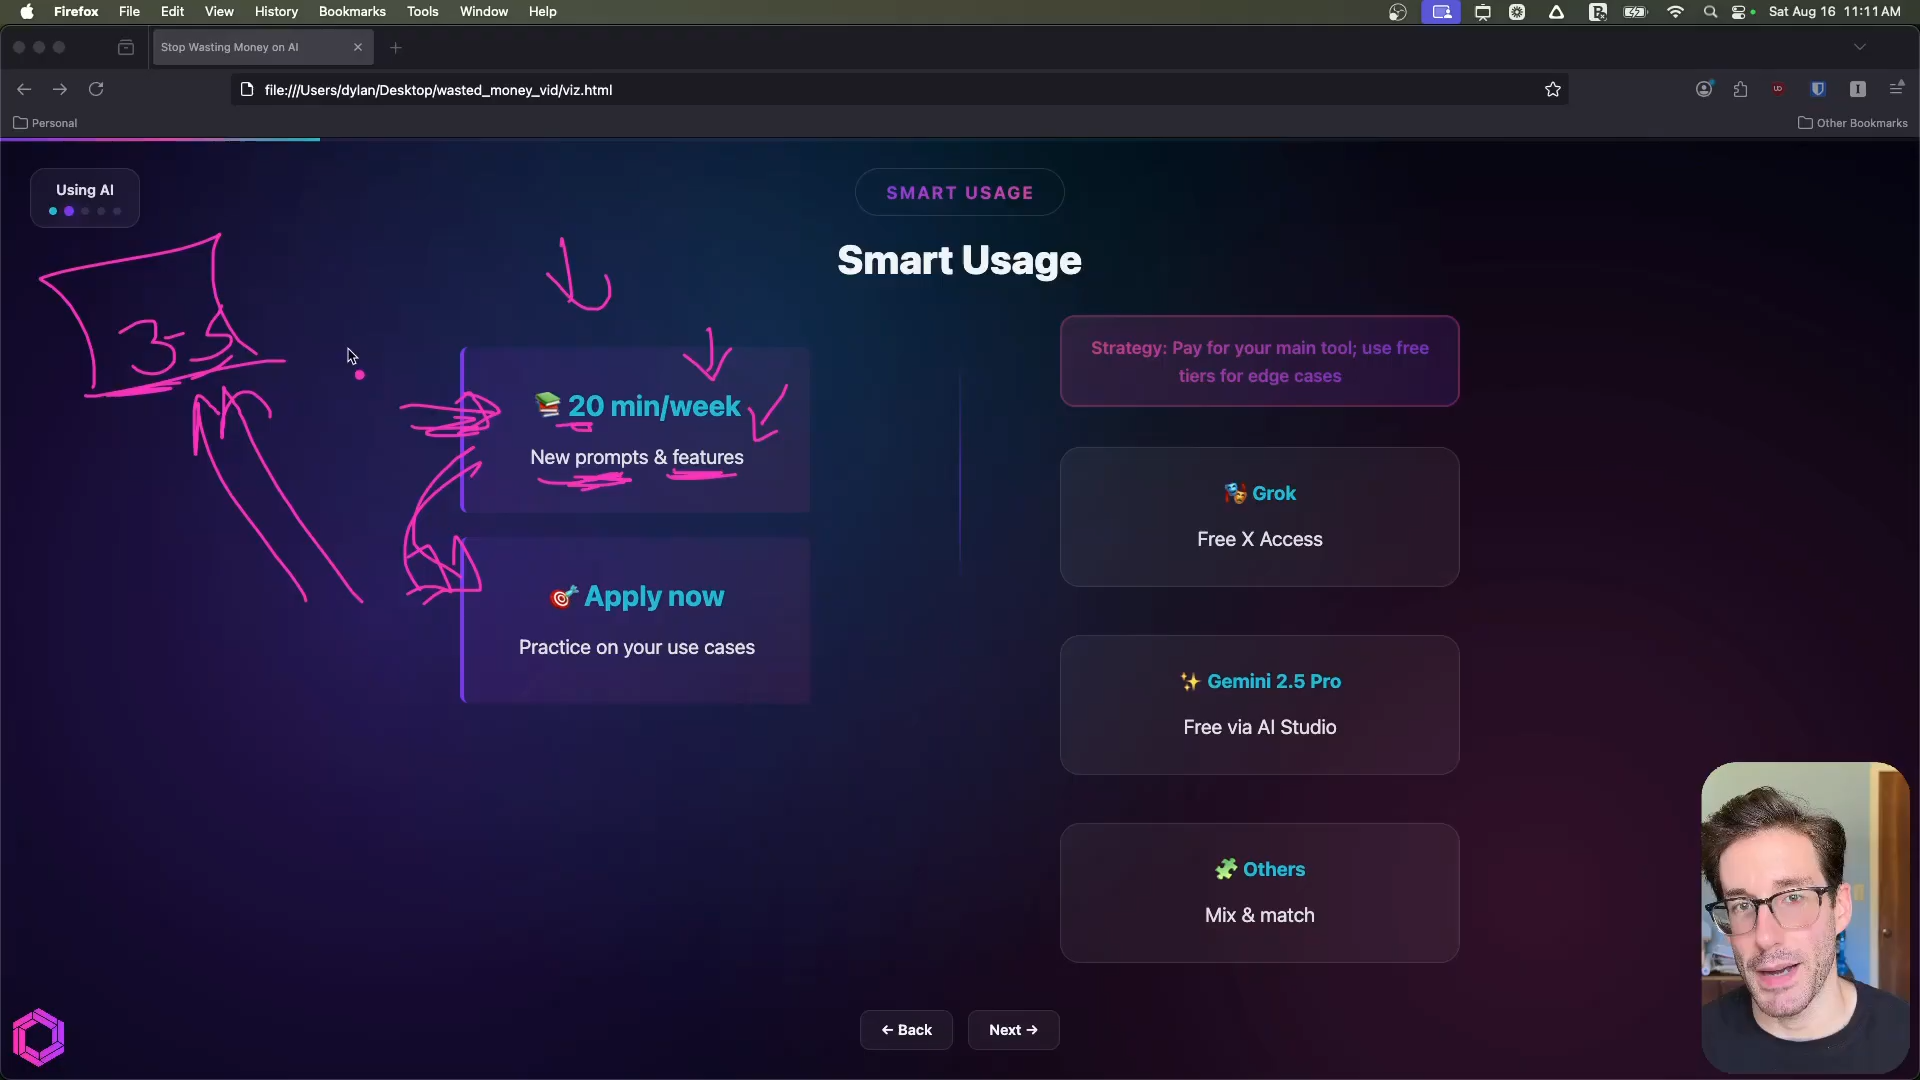 Firefox File Edit View History Bookmarks Tools Window Help Sat Aug 16 11:11 AM
Stop Wasting Money on AI
file:///Users/dylan/Desktop/wasted_money_vid/viz.html
Personal
Other Bookmarks
Using AI
SMART USAGE
Smart Usage
3-5
📚 20 min/week
New prompts & features
🎯 Apply now
Practice on your use cases
Strategy: Pay for your main tool; use free
tiers for edge cases
🎭 Grok
Free X Access
✨ Gemini 2.5 Pro
Free via AI Studio
🧩 Others
Mix & match
← Back
Next →